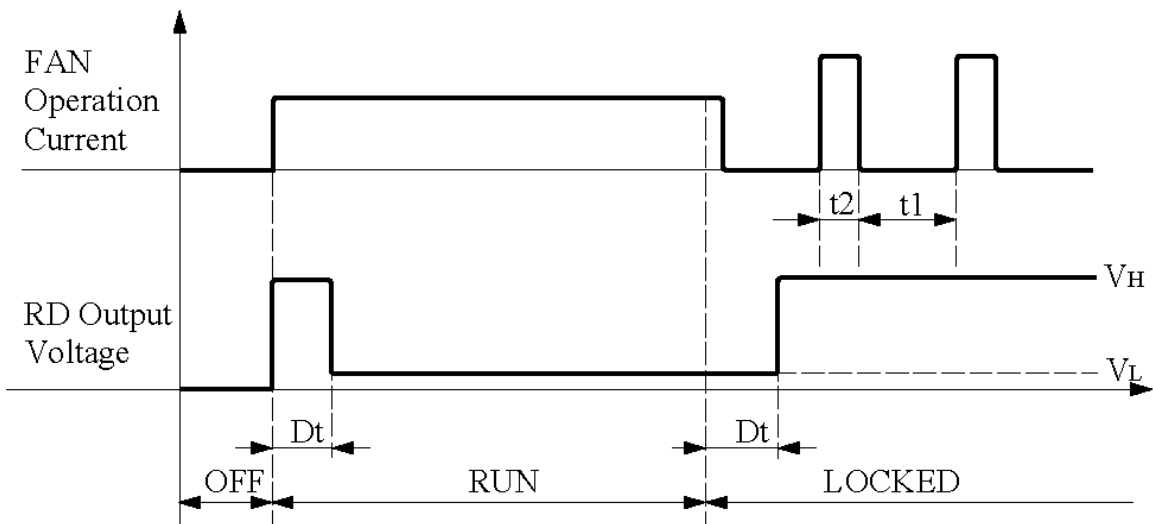 FAN
Operation
Current
t2
t1
VH
RD Output
Voltage
VL
Dt
Dt
OFF
RUN
LOCKED